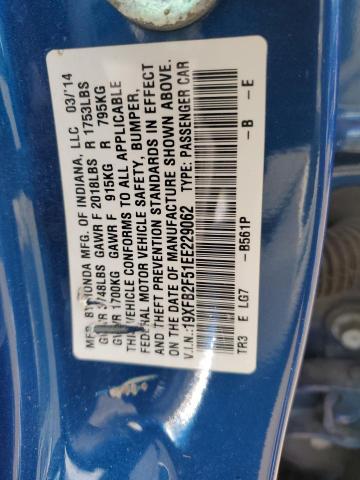 MFG. BY HONDA MFG. OF INDIANA, LLC 03/'14
GVWR 3748LBS GAWR F 2018LBS R 1753LBS
GVWR 1700KG GAWR F 915KG R 795KG
THIS VEHICLE CONFORMS TO ALL APPLICABLE
FEDERAL MOTOR VEHICLE SAFETY, BUMPER,
AND THEFT PREVENTION STANDARDS IN EFFECT
ON THE DATE OF MANUFACTURE SHOWN ABOVE.
V.I.N.:19XFB2F51EE229062 TYPE: PASSENGER CAR
-B561P -B -E
TR3 E LG7